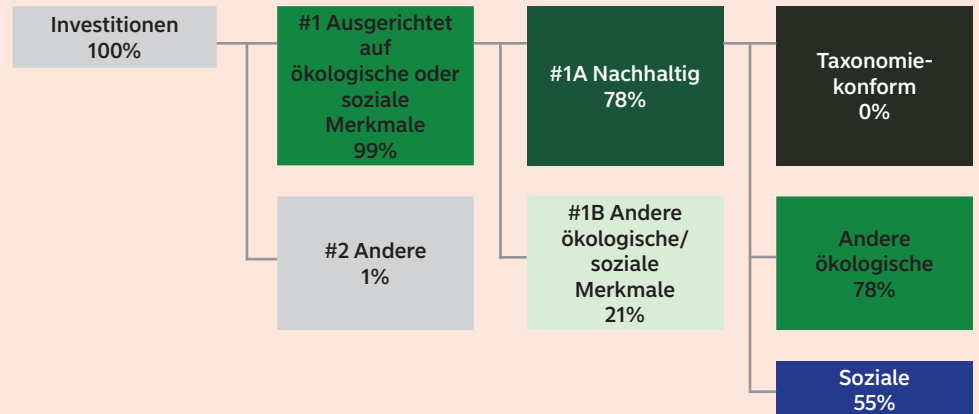 Investitionen
100%
#1 Ausgerichtet
auf
ökologische oder
soziale
Merkmale
99%
#2 Andere
1%
#1A Nachhaltig
78%
#1B Andere
ökologische/
soziale
Merkmale
21%
Taxonomie-
konform
0%
Andere
ökologische
78%
Soziale
55%